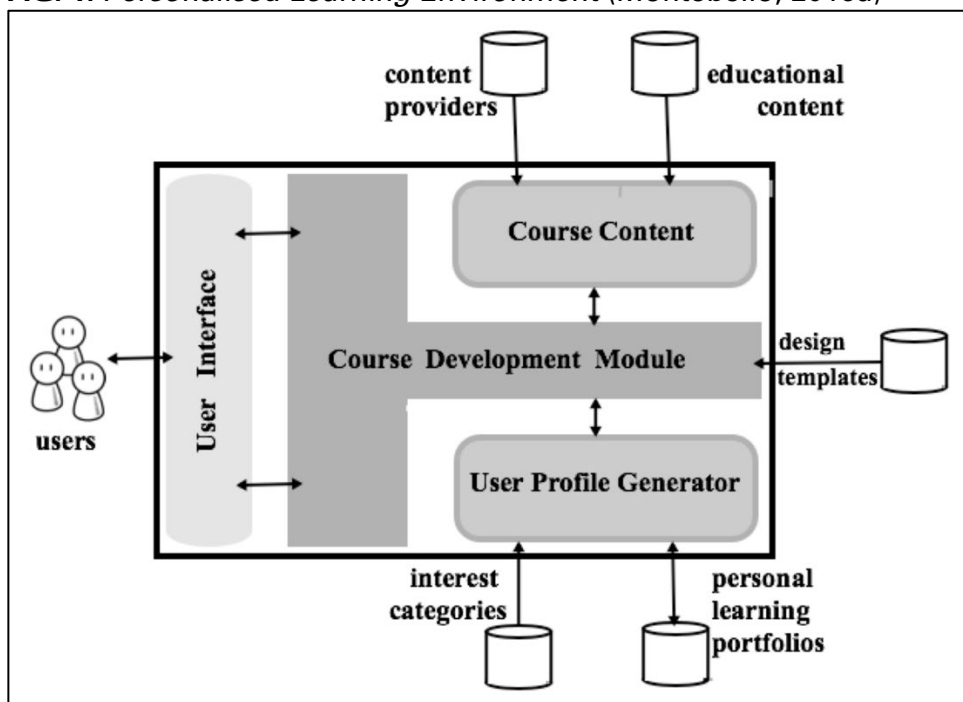 Personalised Learning Environment (Montebello,
content
providers
educational
content
Course Content
User Interface
Course Development Module
design
templates
users
User Profile Generator
interest
categories
personal
learning
portfolios